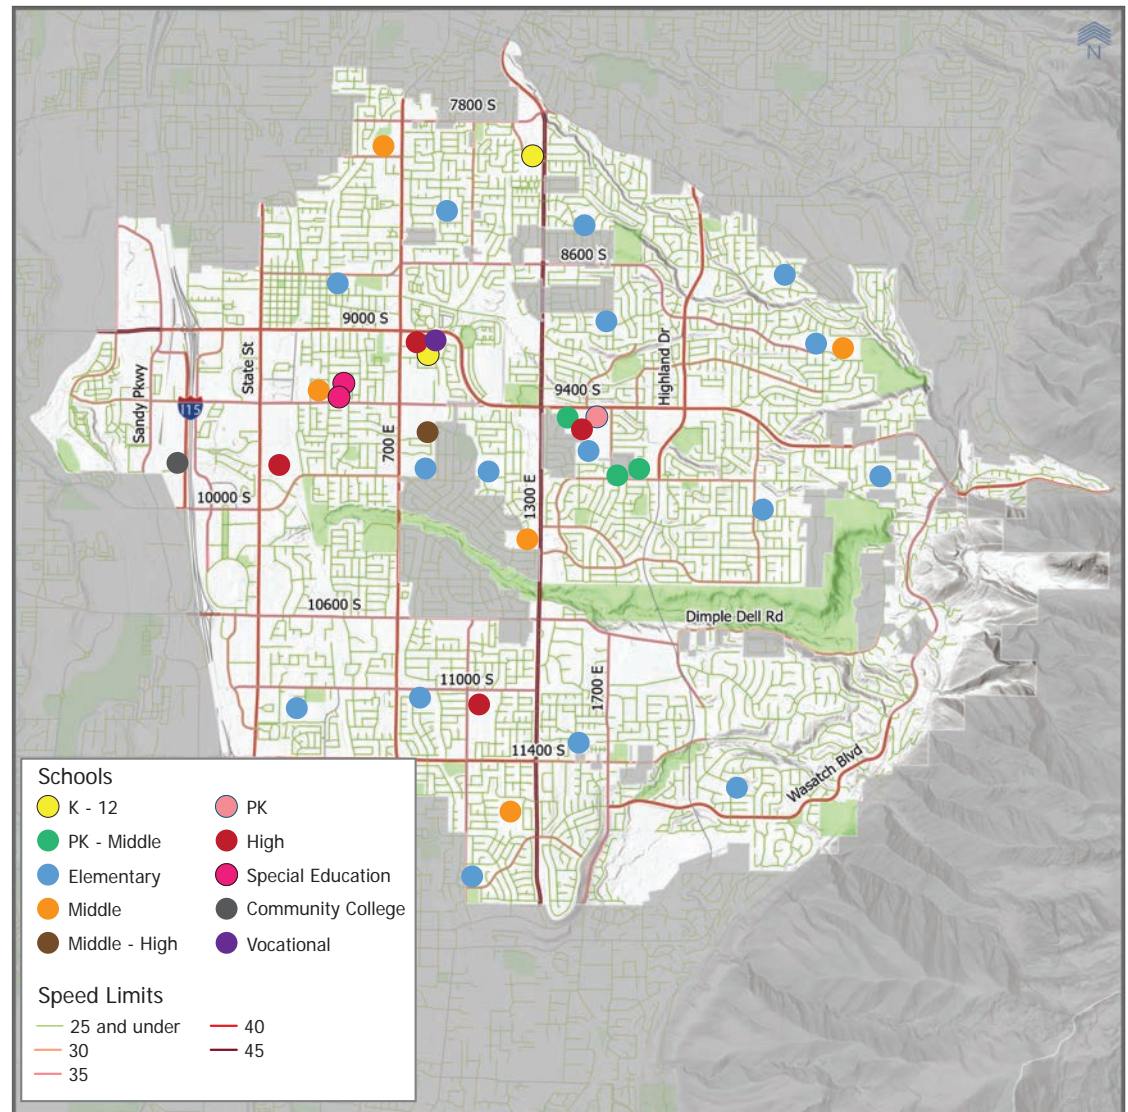 N
7800 S
8600 S
9000 S
State St
Highland Dr
9400 S
Sandy Pkwy
I15
700 E
1300 E
10000 S
10600 S
Dimple Dell Rd
1700 E
11000 S
11400 S
Wasatch Blvd
Schools
K - 12
PK
PK - Middle
High
Elementary
Special Education
Middle
Community College
Middle - High
Vocational
Speed Limits
25 and under
40
30
45
35